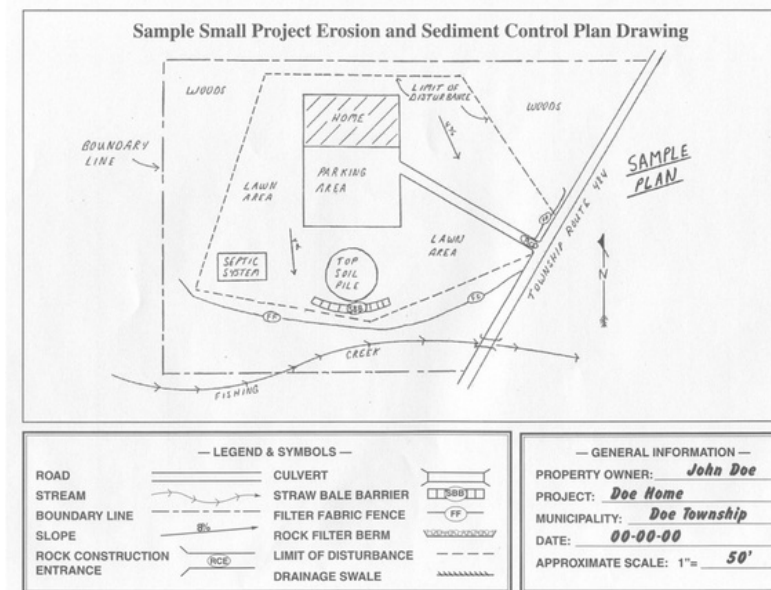 Sample Small Project Erosion and Sediment Control Plan Drawing
WOODS
LIMIT OF
DISTURBANCE
WOODS
HOME
BOUNDARY
LINE
PARKING
AREA
SAMPLE
PLAN
LAWN
AREA
LAWN
AREA
SEPTIC
SYSTEM
TOP
SOIL
PILE
FF
TOWNSHIP ROUTE 484
N
SBB
FF
FF
CREEK
FISHING
— LEGEND & SYMBOLS —
ROAD
STREAM
BOUNDARY LINE
SLOPE 8%
ROCK CONSTRUCTION
ENTRANCE RCE
CULVERT
STRAW BALE BARRIER SBB
FILTER FABRIC FENCE FF
ROCK FILTER BERM
LIMIT OF DISTURBANCE
DRAINAGE SWALE
— GENERAL INFORMATION —
PROPERTY OWNER: John Doe
PROJECT: Doe Home
MUNICIPALITY: Doe Township
DATE: 00-00-00
APPROXIMATE SCALE: 1"= 50'